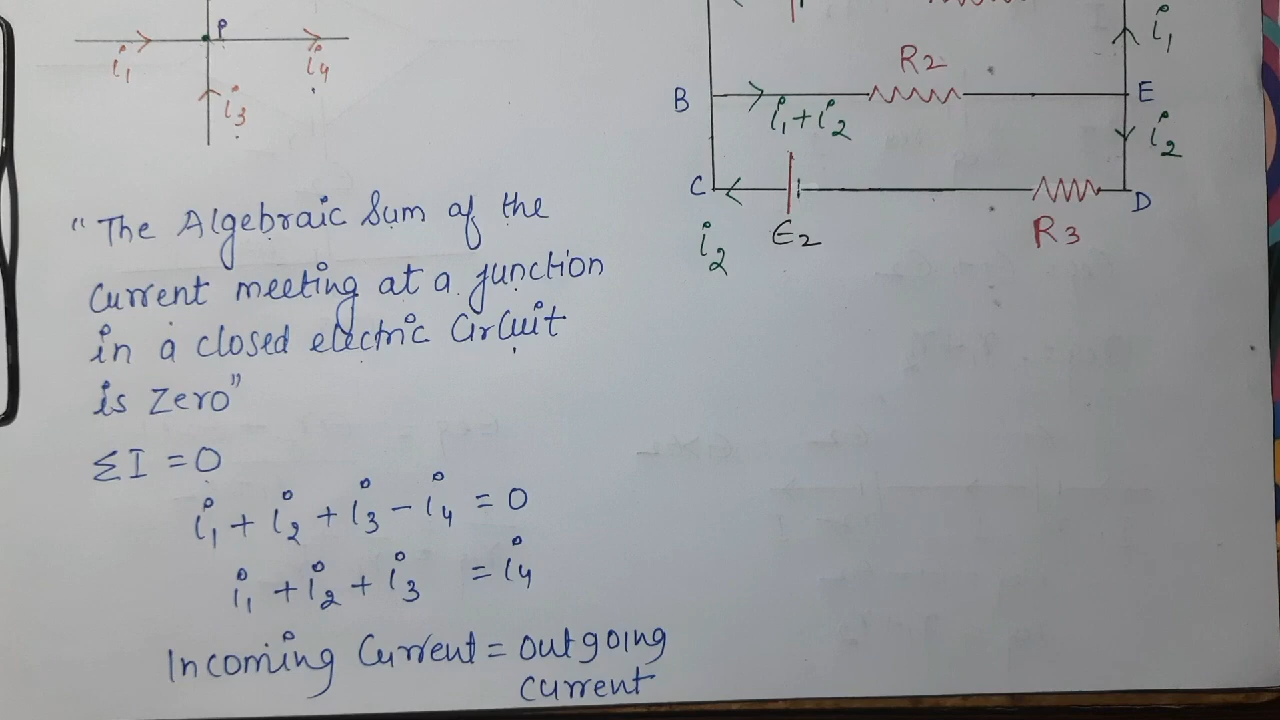 P
i1
i4
i3
"The Algebraic Sum of the
Current meeting at a junction
in a closed electric Circuit
is Zero"
ΣI = 0
i1 + i2 + i3 - i4 = 0
i1 + i2 + i3 = i4
Incoming Current = outgoing
current
i1
R2
B
E
i1+i2
i2
C
D
i2
E2
R3